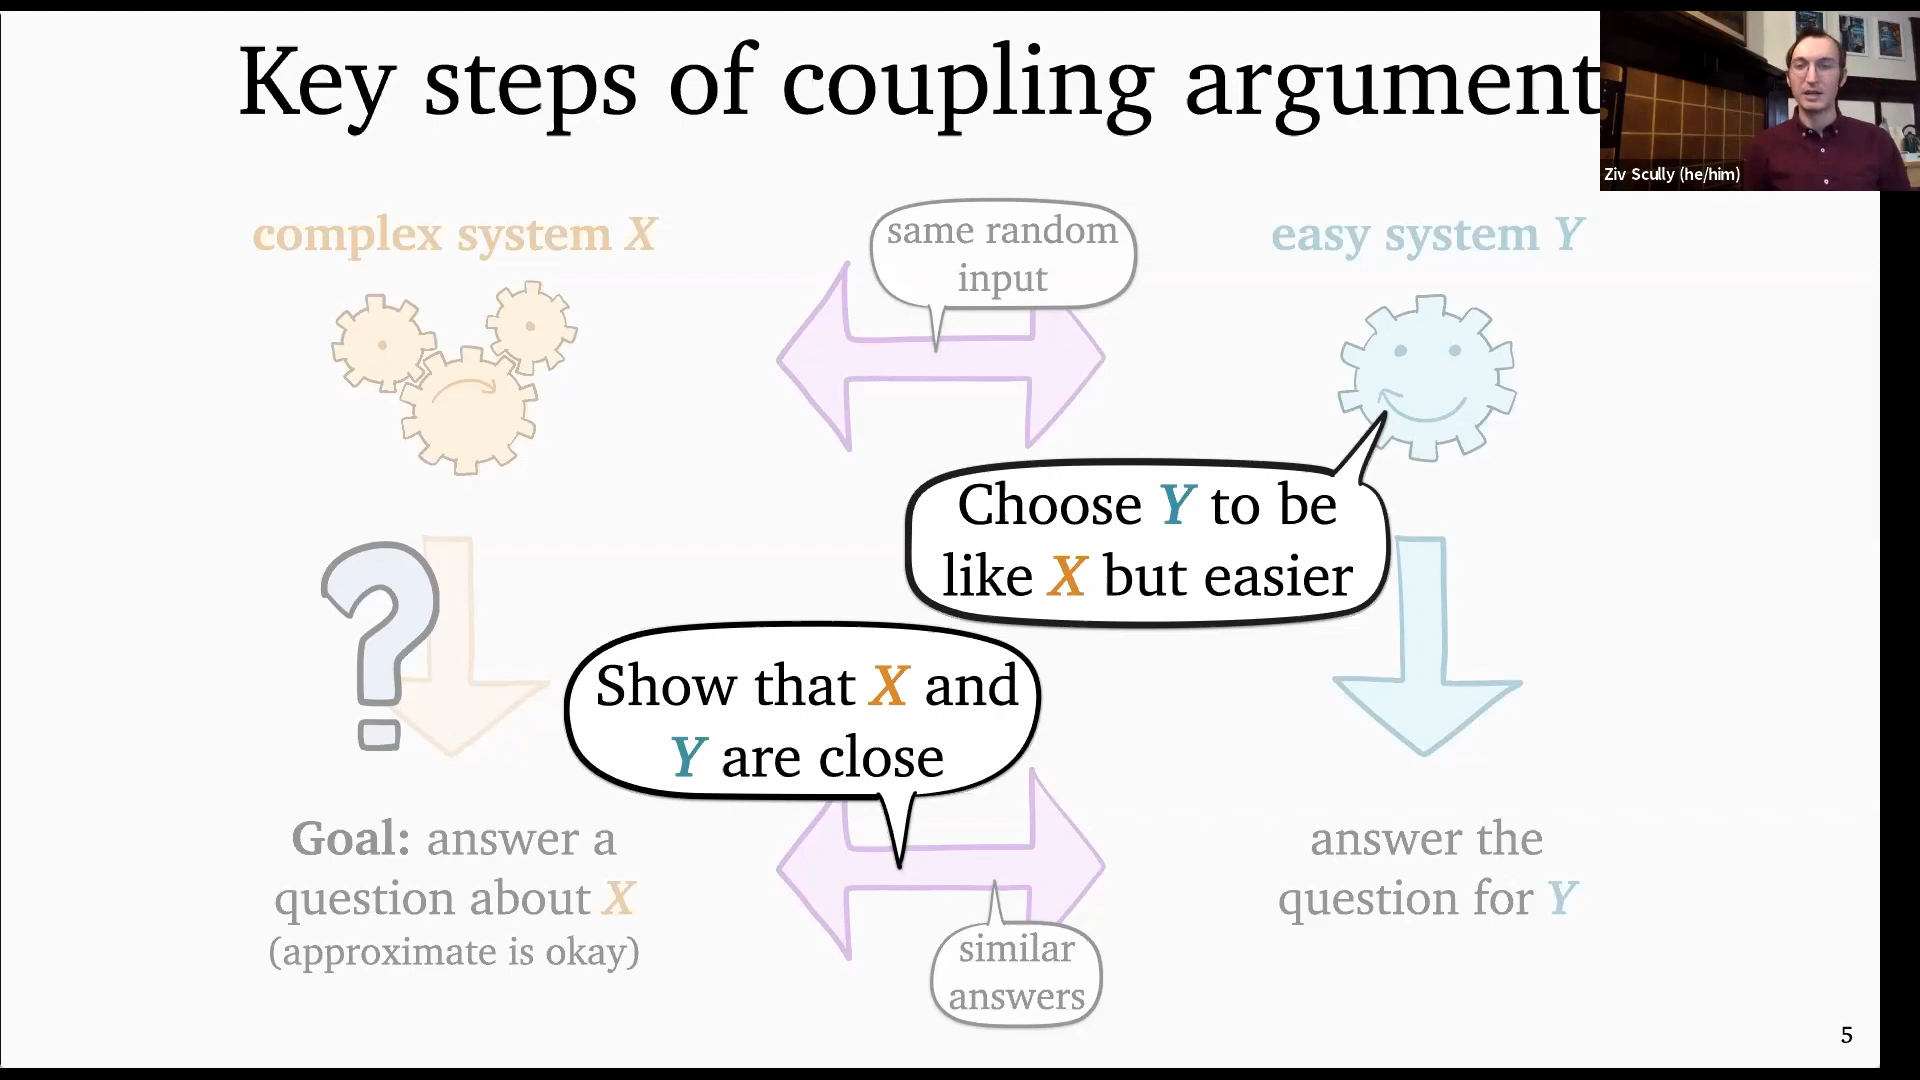 Key steps of coupling argument
Ziv Scully (he/him)
complex system X
same random
input
easy system Y
Choose Y to be
like X but easier
Show that X and
Y are close
Goal: answer a
question about X
(approximate is okay)
answer the
question for Y
similar
answers
5